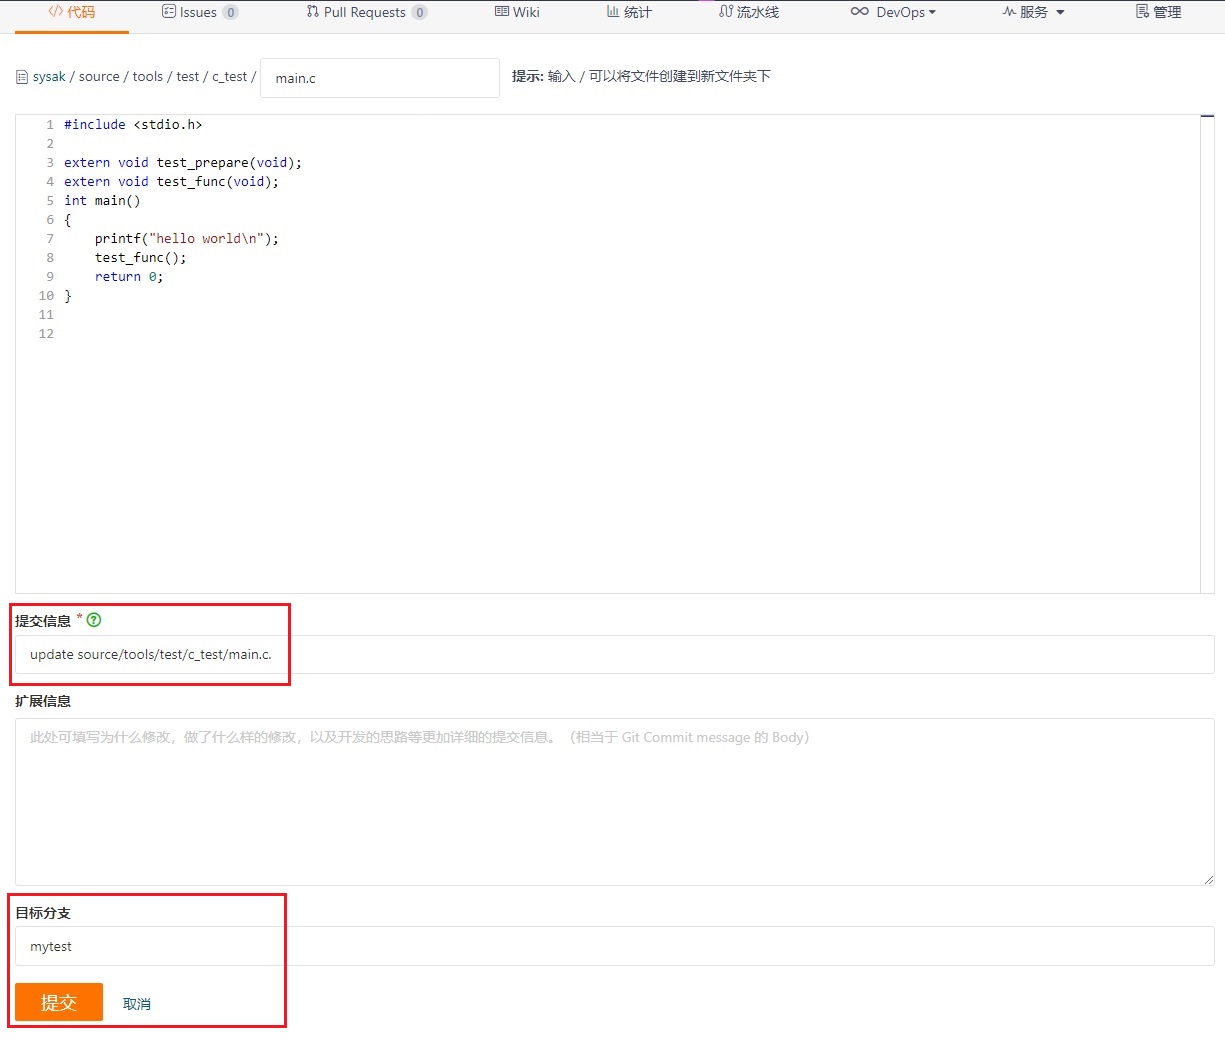 代码 Issues 0 Pull Requests 0 Wiki 统计 流水线 DevOps 服务 管理
sysak / source / tools / test / c_test / main.c 提示: 输入 / 可以将文件创建到新文件夹下
1 #include <stdio.h>
2
3 extern void test_prepare(void);
4 extern void test_func(void);
5 int main()
6 {
7     printf("hello world\n");
8     test_func();
9     return 0;
10 }
11
12
提交信息 * ?
update source/tools/test/c_test/main.c.
扩展信息
此处可填写为什么修改，做了什么样的修改，以及开发的思路等更加详细的提交信息。（相当于 Git Commit message 的 Body）
目标分支
mytest
提交 取消